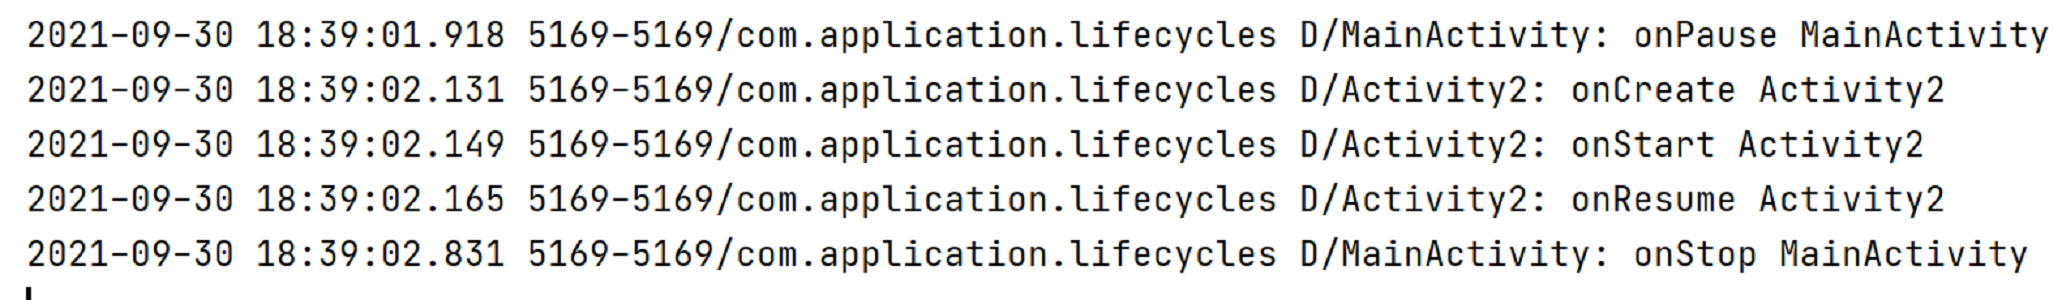 2021-09-30 18:39:01.918 5169-5169/com.application.lifecycles D/MainActivity: onPause MainActivity
2021-09-30 18:39:02.131 5169-5169/com.application.lifecycles D/Activity2: onCreate Activity2
2021-09-30 18:39:02.149 5169-5169/com.application.lifecycles D/Activity2: onStart Activity2
2021-09-30 18:39:02.165 5169-5169/com.application.lifecycles D/Activity2: onResume Activity2
2021-09-30 18:39:02.831 5169-5169/com.application.lifecycles D/MainActivity: onStop MainActivity